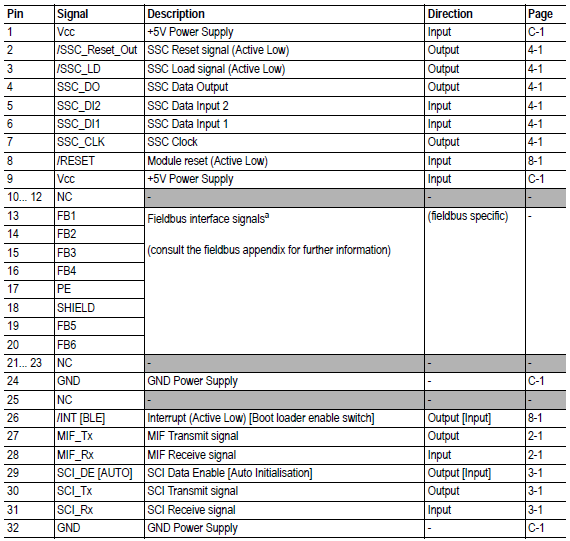 Pin Signal Description Direction Page
1 Vcc +5V Power Supply Input C-1
2 /SSC_Reset_Out SSC Reset signal (Active Low) Output 4-1
3 /SSC_LD SSC Load signal (Active Low) Output 4-1
4 SSC_DO SSC Data Output Output 4-1
5 SSC_DI2 SSC Data Input 2 Input 4-1
6 SSC_DI1 SSC Data Input 1 Input 4-1
7 SSC_CLK SSC Clock Output 4-1
8 /RESET Module reset (Active Low) Input 8-1
9 Vcc +5V Power Supply Input C-1
10... 12 NC - - -
13 FB1 Fieldbus interface signalsa (fieldbus specific) -
14 FB2
15 FB3 (consult the fieldbus appendix for further information)
16 FB4
17 PE
18 SHIELD
19 FB5
20 FB6
21... 23 NC - - -
24 GND GND Power Supply - C-1
25 NC - - -
26 /INT [BLE] Interrupt (Active Low) [Boot loader enable switch] Output [Input] 8-1
27 MIF_Tx MIF Transmit signal Output 2-1
28 MIF_Rx MIF Receive signal Input 2-1
29 SCI_DE [AUTO] SCI Data Enable [Auto Initialisation] Output [Input] 3-1
30 SCI_Tx SCI Transmit signal Output 3-1
31 SCI_Rx SCI Receive signal Input 3-1
32 GND GND Power Supply - C-1